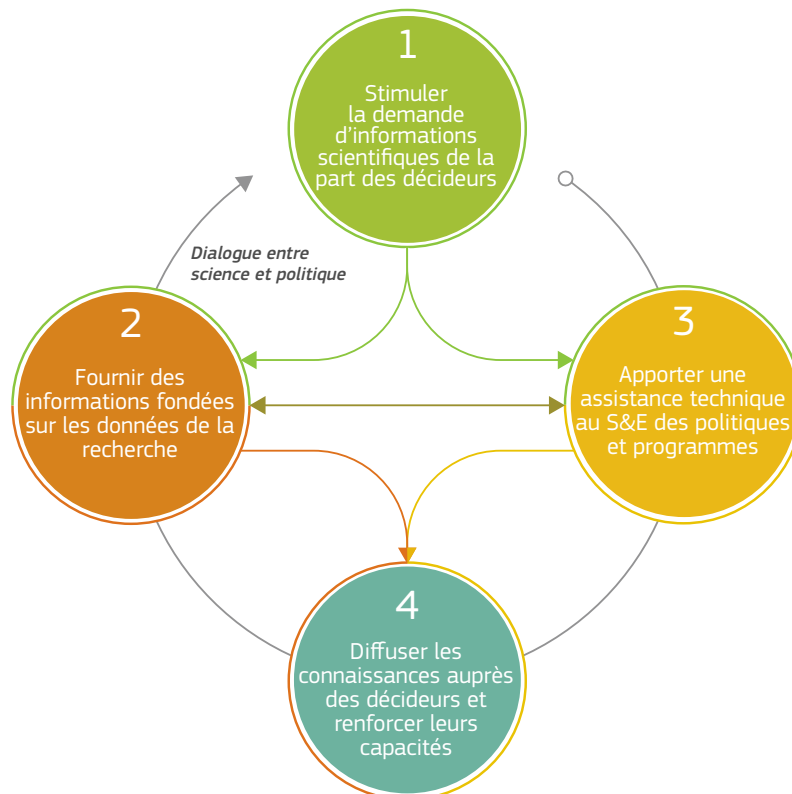 1
Stimuler
la demande
d'informations
scientifiques de la
part des décideurs
Dialogue entre
science et politique
2
Fournir des
informations fondées
sur les données de la
recherche
3
Apporter une
assistance technique
au S&E des politiques
et programmes
4
Diffuser les
connaissances auprès
des décideurs et
renforcer leurs
capacités